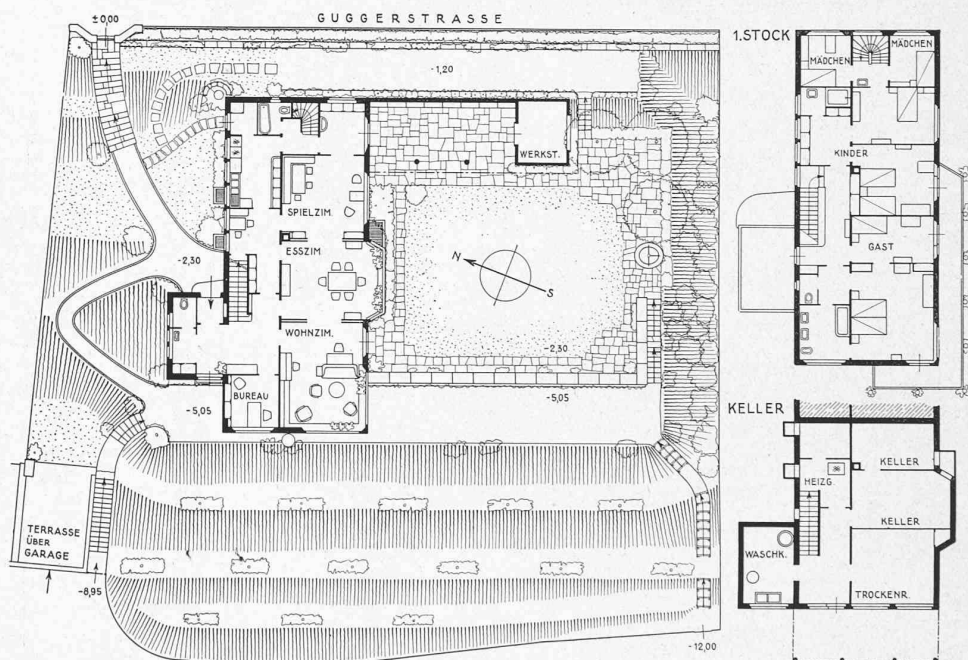 GUGGERSTRASSE
±0,00
-1,20
WERKST.
SPIELZIM.
ESSZIM.
N
S
-2,30
WOHNZIM.
-2,30
BUREAU
-5,05
-5,05
TERRASSE
ÜBER
GARAGE
-8,95
-12,00
1.STOCK
MÄDCHEN
MÄDCHEN
KINDER
GAST
KELLER
KELLER
HEIZG.
KELLER
WASCHK.
TROCKENR.